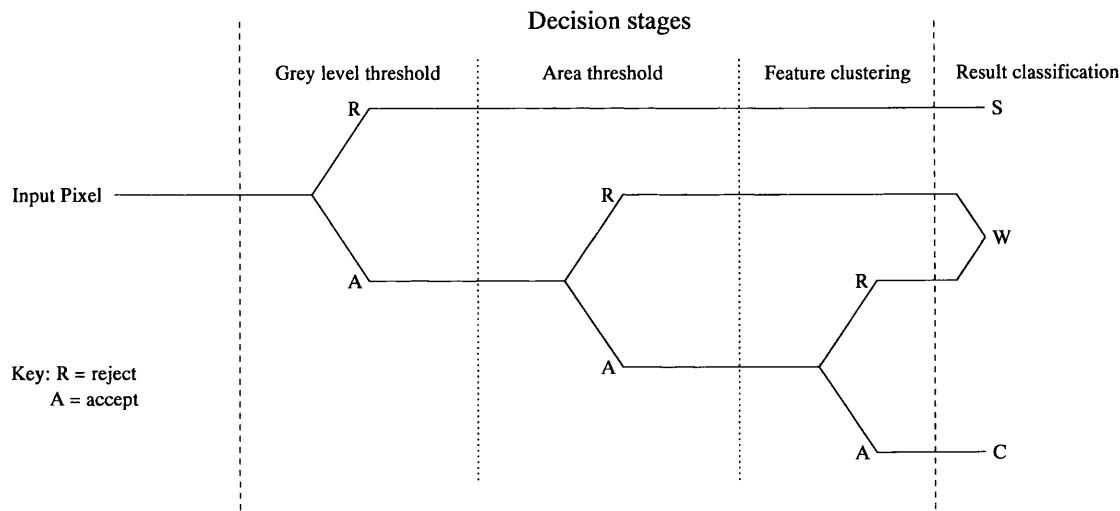 Decision stages
Grey level threshold
Area threshold
Feature clustering
Result classification
R
S
Input Pixel
R
W
A
R
A
Key: R = reject
A = accept
A
C